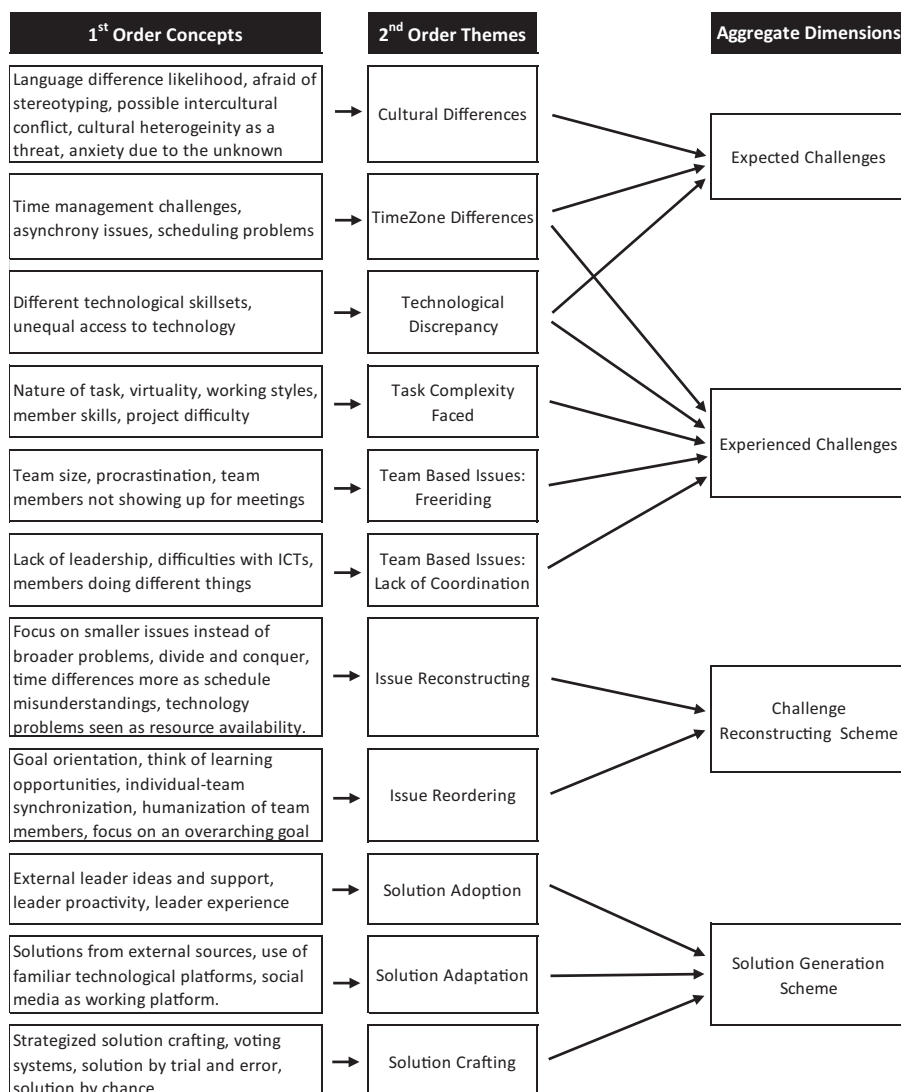 1st Order Concepts
2nd Order Themes
Aggregate Dimensions
Language difference likelihood, afraid of
stereotyping, possible intercultural
conflict, cultural heterogeinity as a
threat, anxiety due to the unknown
Cultural Differences
Expected Challenges
Time management challenges,
asynchrony issues, scheduling problems
TimeZone Differences
Different technological skillsets,
unequal access to technology
Technological
Discrepancy
Nature of task, virtuality, working styles,
member skills, project difficulty
Task Complexity
Faced
Experienced Challenges
Team size, procrastination, team
members not showing up for meetings
Team Based Issues:
Freeriding
Lack of leadership, difficulties with ICTs,
members doing different things
Team Based Issues:
Lack of Coordination
Focus on smaller issues instead of
broader problems, divide and conquer,
time differences more as schedule
misunderstandings, technology
problems seen as resource availability.
Issue Reconstructing
Challenge
Reconstructing Scheme
Goal orientation, think of learning
opportunities, individual-team
synchronization, humanization of team
members, focus on an overarching goal
Issue Reordering
External leader ideas and support,
leader proactivity, leader experience
Solution Adoption
Solutions from external sources, use of
familiar technological platforms, social
media as working platform.
Solution Adaptation
Solution Generation
Scheme
Strategized solution crafting, voting
systems, solution by trial and error,
solution by chance
Solution Crafting